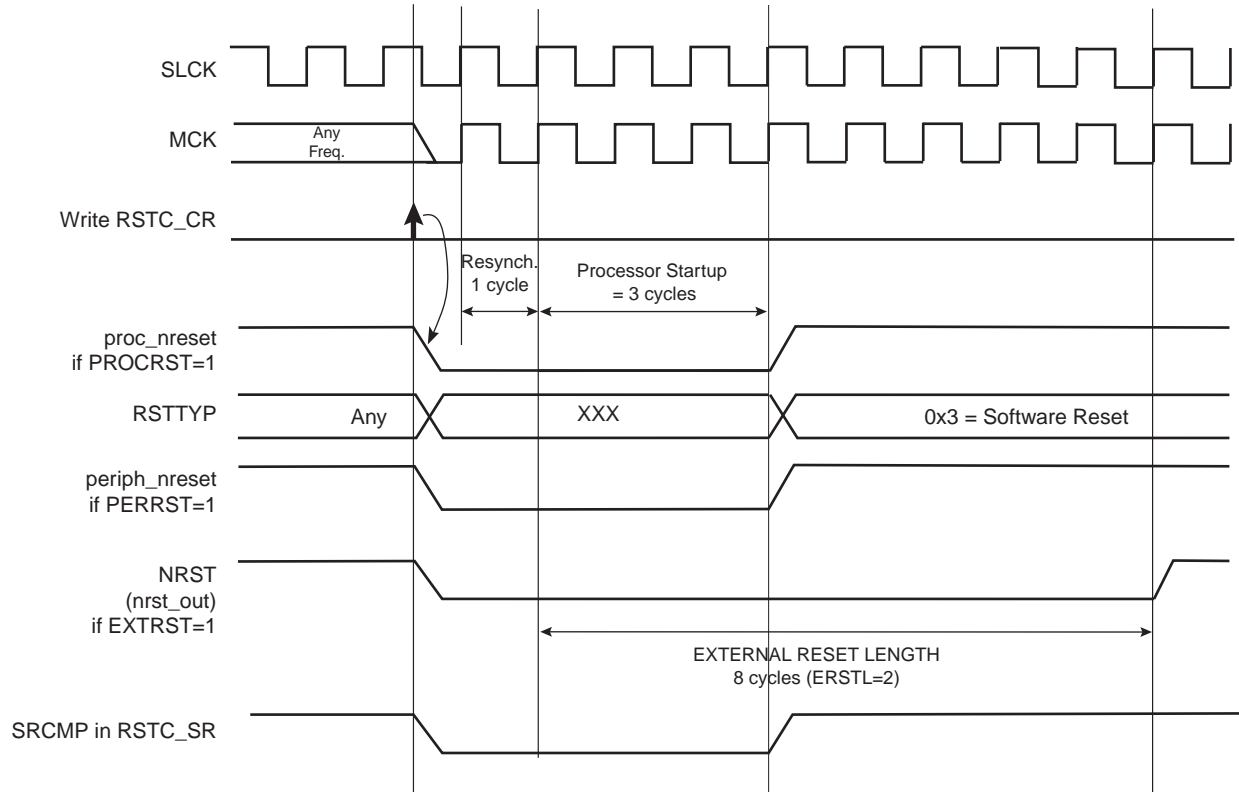 SLCK
MCK
Any
Freq.
Write RSTC_CR
Resynch.
1 cycle
Processor Startup
= 3 cycles
proc_nreset
if PROCRST=1
RSTTYP
Any
XXX
0x3 = Software Reset
periph_nreset
if PERRST=1
NRST
(nrst_out)
if EXTRST=1
EXTERNAL RESET LENGTH
8 cycles (ERSTL=2)
SRCMP in RSTC_SR